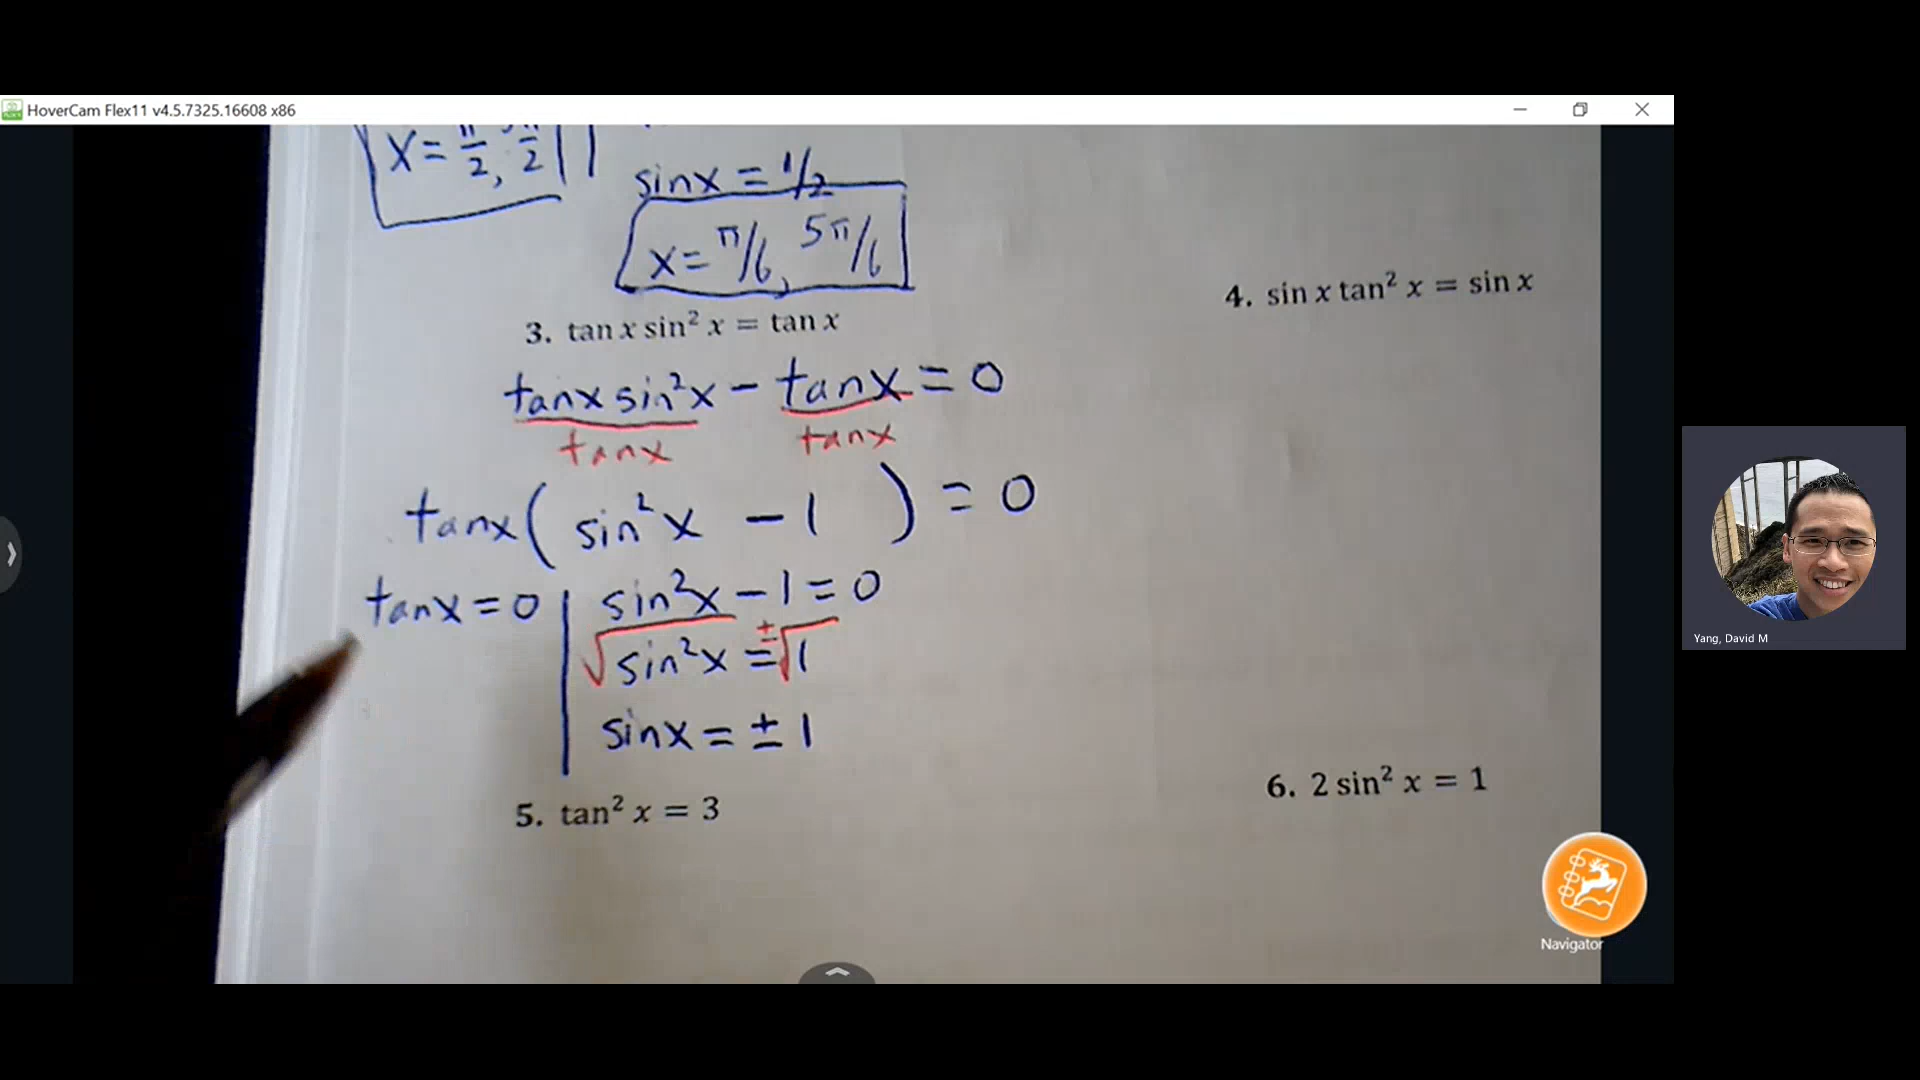 HoverCam Flex11 v4.5.7325.16608 x86
x = π/2, π/2
sinx = 1/2
x = π/6, 5π/6
3. tan x sin² x = tan x
tanx sin²x - tanx = 0
tanx tanx
tanx ( sin²x - 1 ) = 0
tanx = 0 | sin²x - 1 = 0
√sin²x = ±√1
sinx = ± 1
4. sin x tan² x = sin x
5. tan² x = 3
6. 2 sin² x = 1
Navigator
Yang, David M